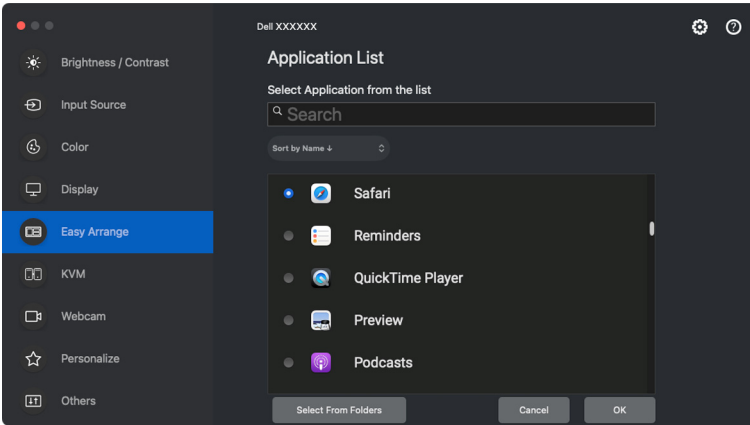 Dell XXXXXX
Brightness / Contrast
Input Source
Color
Display
Easy Arrange
KVM
Webcam
Personalize
Others
Application List
Select Application from the list
Search
Sort by Name ↓
Safari
Reminders
QuickTime Player
Preview
Podcasts
Select From Folders
Cancel
OK